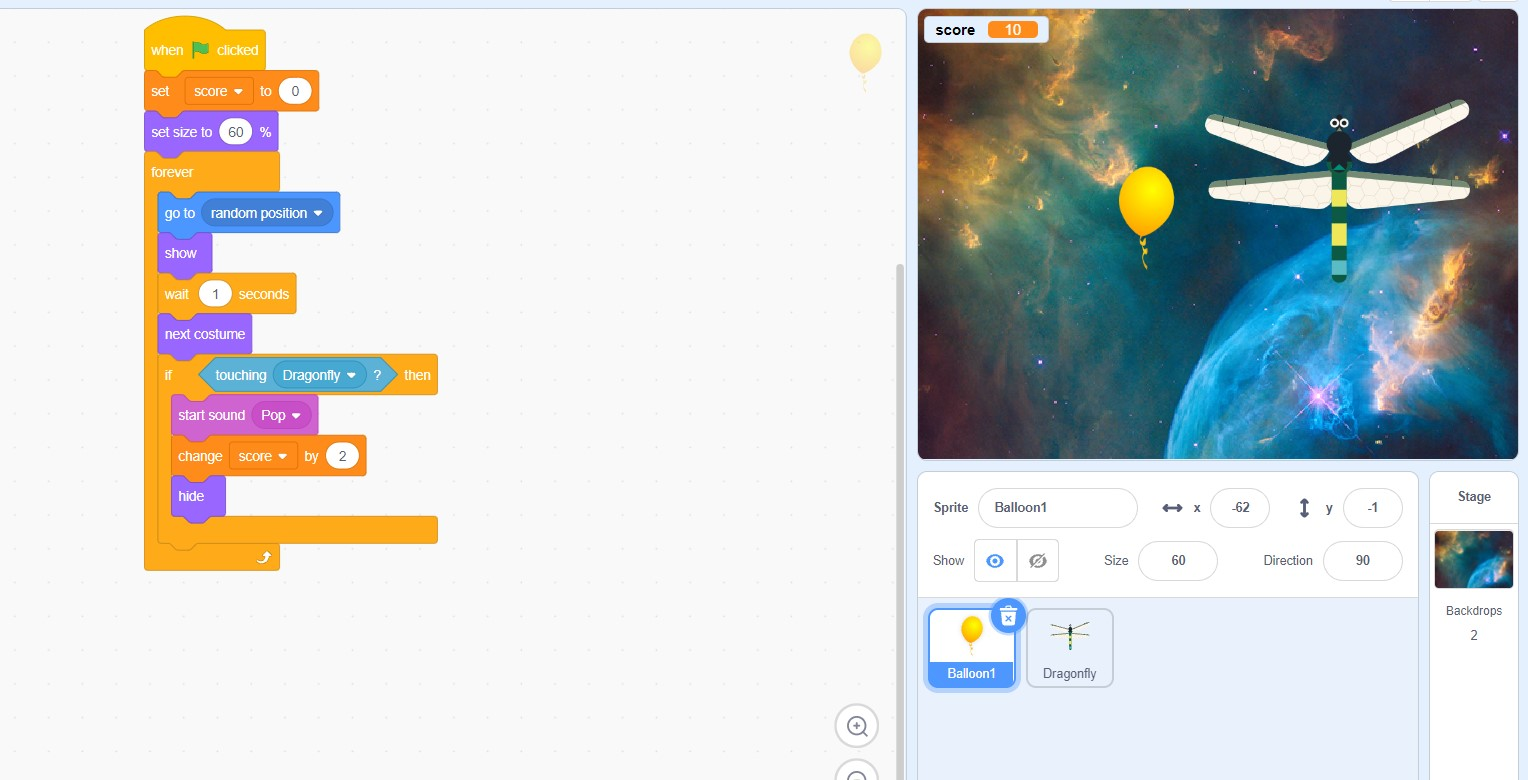 when clicked
set score to 0
set size to 60 %
forever
go to random position
show
wait 1 seconds
next costume
if touching Dragonfly ? then
start sound Pop
change score by 2
hide
score 10
Sprite Balloon1 x -62 y -1
Show Size 60 Direction 90
Balloon1
Dragonfly
Stage
Backdrops
2